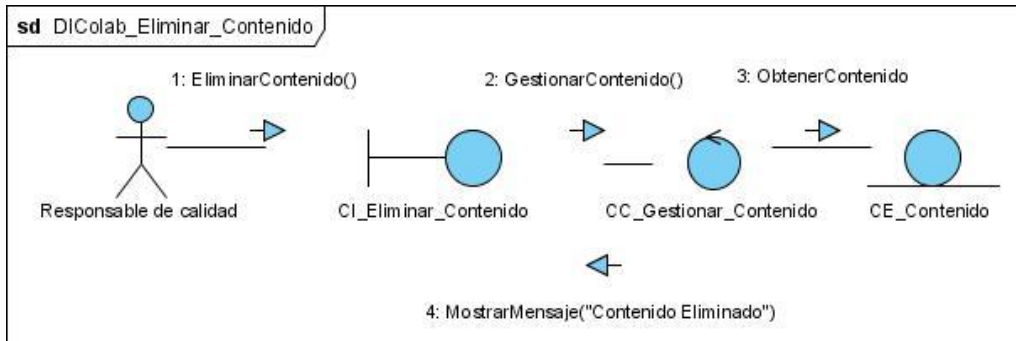 sd DIColab_Eliminar_Contenido
1: EliminarContenido()
2: GestionarContenido()
3: ObtenerContenido
Responsable de calidad
CI_Eliminar_Contenido
CC_Gestionar_Contenido
CE_Contenido
4: MostrarMensaje("Contenido Eliminado")